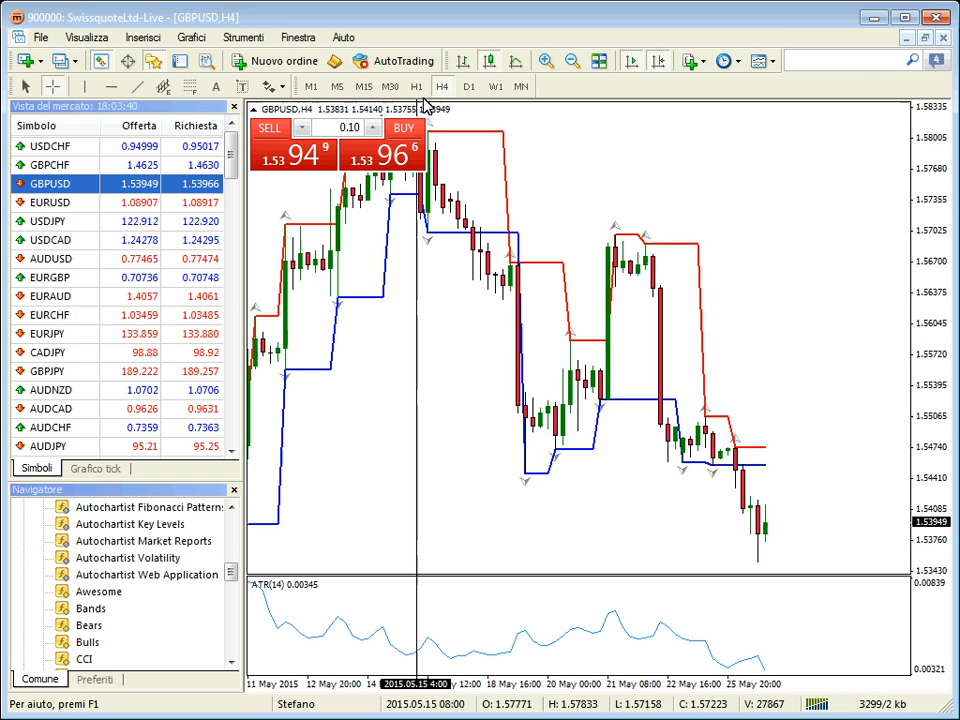 900000: SwissquoteLtd-Live - [GBPUSD,H4]
File Visualizza Inserisci Grafici Strumenti Finestra Aiuto
Nuovo ordine AutoTrading 4
A T M1 M5 M15 M30 H1 H4 D1 W1 MN
Vista del mercato: 18:03:40
Simbolo Offerta Richiesta
USDCHF 0.94999 0.95017
GBPCHF 1.4625 1.4630
GBPUSD 1.53949 1.53966
EURUSD 1.08907 1.08917
USDJPY 122.912 122.920
USDCAD 1.24278 1.24295
AUDUSD 0.77465 0.77474
EURGBP 0.70736 0.70748
EURAUD 1.4057 1.4061
EURCHF 1.03459 1.03485
EURJPY 133.859 133.880
CADJPY 98.88 98.92
GBPJPY 189.222 189.257
AUDNZD 1.0702 1.0706
AUDCAD 0.9626 0.9631
AUDCHF 0.7359 0.7363
AUDJPY 95.21 95.25
Simboli Grafico tick
Navigatore
Autochartist Fibonacci Patterns
Autochartist Key Levels
Autochartist Market Reports
Autochartist Volatility
Autochartist Web Application
Awesome
Bands
Bears
Bulls
CCI
Comune Preferiti
GBPUSD,H4 1.53831 1.54140 1.53755 1.53949
SELL 0.10 BUY
1.53 94 9 1.53 96 6
1.58335
1.58005
1.57680
1.57355
1.57025
1.56700
1.56375
1.56045
1.55720
1.55395
1.55065
1.54740
1.54410
1.54085
1.53949
1.53760
1.53430
ATR(14) 0.00345
0.00839
0.00321
11 May 2015 12 May 20:00 14 2015.05.15 4:00 y 12:00 18 May 16:00 20 May 00:00 21 May 08:00 22 May 16:00 25 May 20:00
Per aiuto, premi F1 Stefano 2015.05.15 08:00 O: 1.57771 H: 1.57833 L: 1.57158 C: 1.57223 V: 27867 3299/2 kb